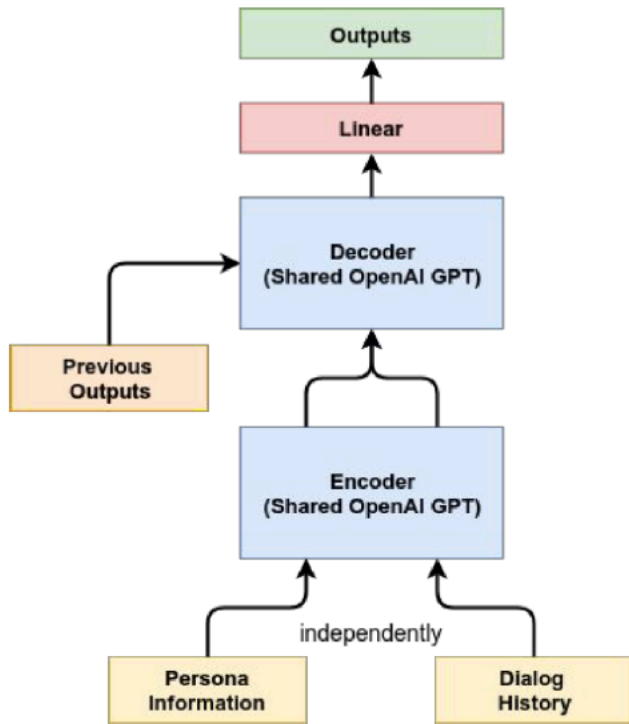 Outputs
Linear
Decoder
(Shared OpenAI GPT)
Previous
Outputs
Encoder
(Shared OpenAI GPT)
independently
Persona
Information
Dialog
History